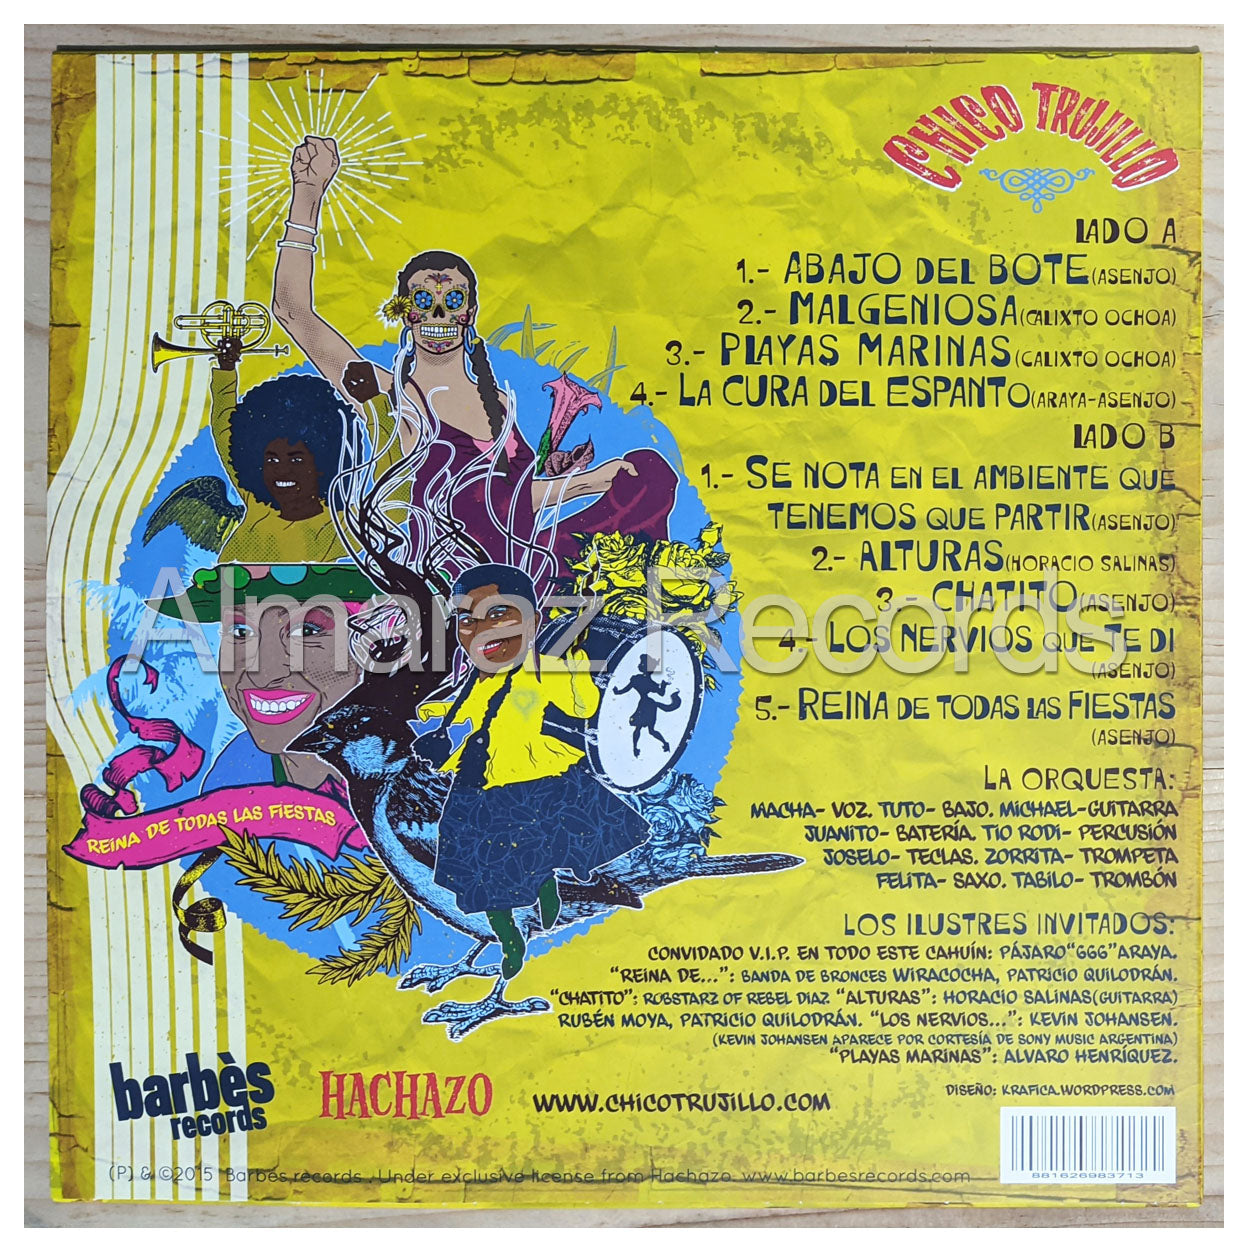 CHICO TRUJILLO
LADO A
1.- ABAJO DEL BOTE (ASENJO)
2.- MALGENIOSA (CALIXTO OCHOA)
3.- PLAYAS MARINAS (CALIXTO OCHOA)
4.- LA CURA DEL ESPANTO (ARAYA-ASENJO)
LADO B
1.- SE NOTA EN EL AMBIENTE QUE
TENEMOS QUE PARTIR (ASENJO)
2.- ALTURAS (HORACIO SALINAS)
3.- CHATITO (ASENJO)
Almaraz Records
4.- LOS NERVIOS QUE TE DI
(ASENJO)
5.- REINA DE TODAS LAS FIESTAS
(ASENJO)
LA ORQUESTA:
MACHA- VOZ. TUTO- BAJO. MICHAEL-GUITARRA
JUANITO- BATERÍA. TIO RODI- PERCUSIÓN
JOSELO- TECLAS. ZORRITA- TROMPETA
FELITA- SAXO. TABILO- TROMBÓN
REINA DE TODAS LAS FIESTAS
LOS ILUSTRES INVITADOS:
CONVIDADO V.I.P. EN TODO ESTE CAHUÍN: PÁJARO "GGG" ARAYA.
"REINA DE...": BANDA DE BRONCES WIRACOCHA, PATRICIO QUILODRÁN.
"CHATITO": ROBSTARZ OF REBEL DIAZ "ALTURAS": HORACIO SALINAS(GUITARRA)
RUBÉN MOYA, PATRICIO QUILODRÁN. "LOS NERVIOS...": KEVIN JOHANSEN.
(KEVIN JOHANSEN APARECE POR CORTESÍA DE SONY MUSIC ARGENTINA)
"PLAYAS MARINAS": ALVARO HENRÍQUEZ.
DISEÑO: KRAFICA.WORDPRESS.COM
barbès
records
HACHAZO
WWW.CHICOTRUJILLO.COM
(P) & ©2015 Barbès records . Under exclusive license from Hachazo. www.barbesrecords.com
881626983713